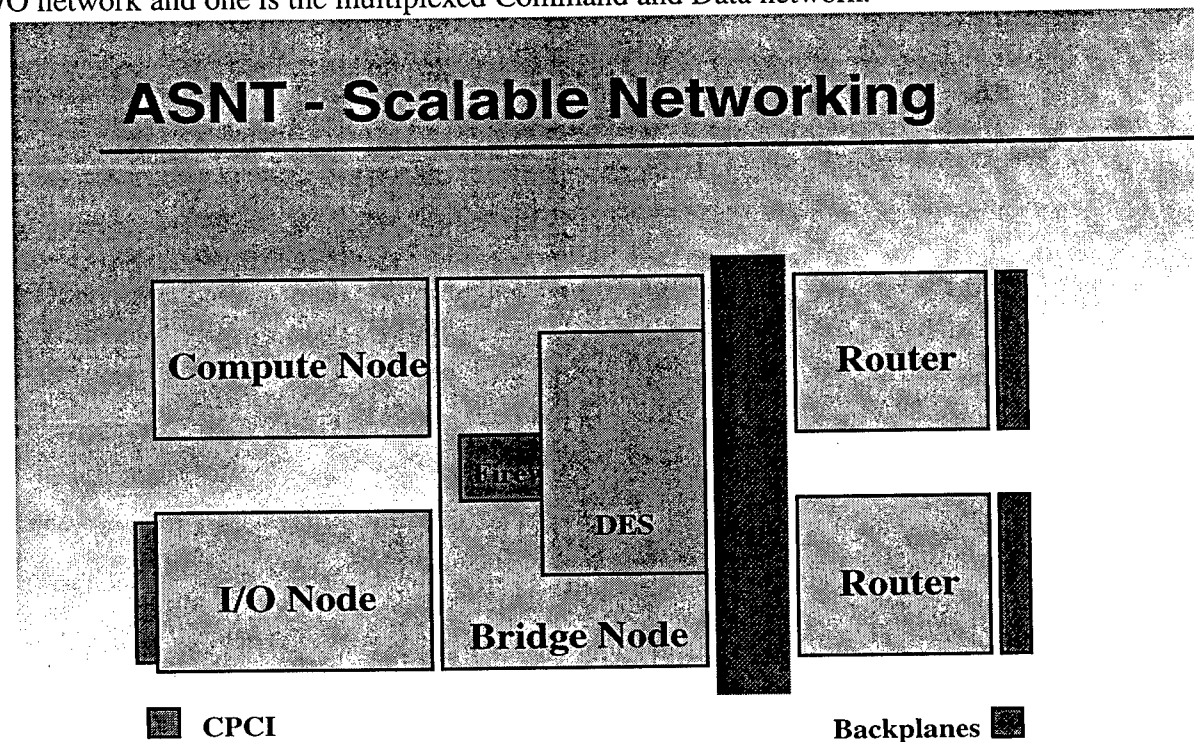 /O network and one is the multiplexed Command and Data network.
ASNT - Scalable Networking
Compute Node
Router
Firew
DES
I/O Node
Router
Bridge Node
CPCI
Backplanes